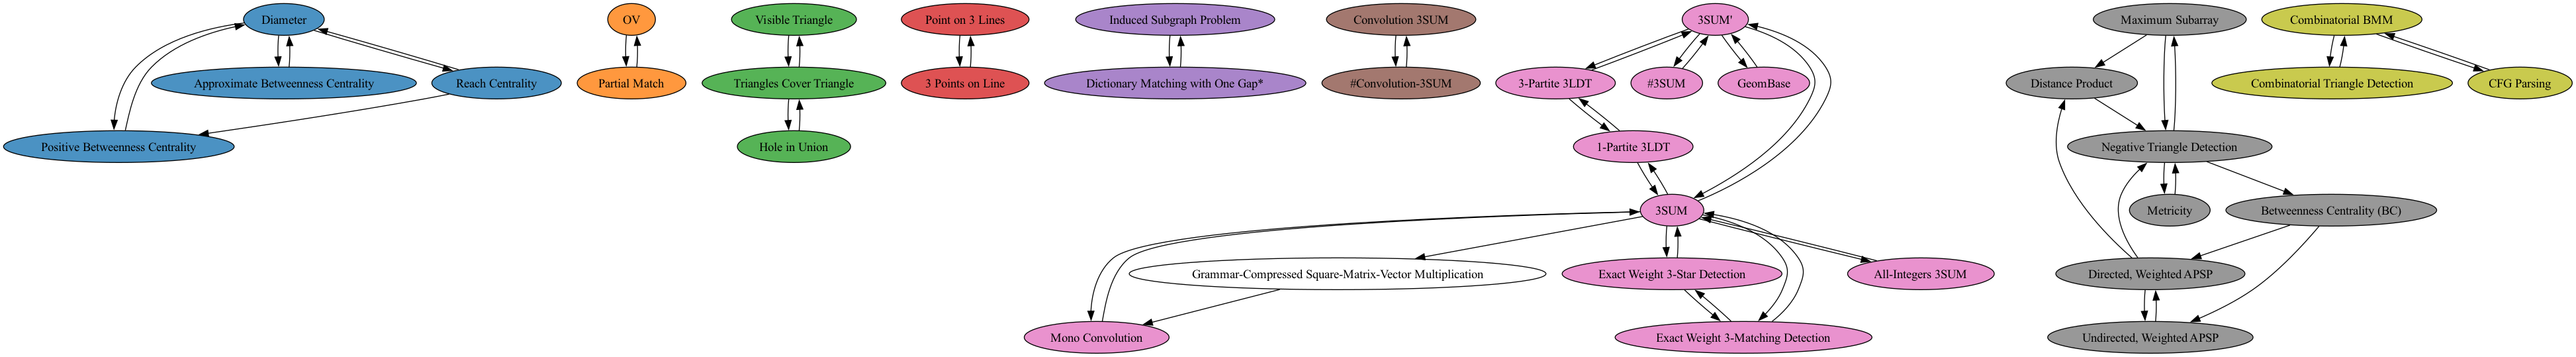 Diameter
OV
Visible Triangle
Point on 3 Lines
Induced Subgraph Problem
Convolution 3SUM
3SUM'
Maximum Subarray
Combinatorial BMM
Approximate Betweenness Centrality
Reach Centrality
Partial Match
Triangles Cover Triangle
3 Points on Line
Dictionary Matching with One Gap*
#Convolution-3SUM
3-Partite 3LDT
#3SUM
GeomBase
Distance Product
Combinatorial Triangle Detection
CFG Parsing
Positive Betweenness Centrality
Hole in Union
1-Partite 3LDT
Negative Triangle Detection
3SUM
Metricity
Betweenness Centrality (BC)
Grammar-Compressed Square-Matrix-Vector Multiplication
Exact Weight 3-Star Detection
All-Integers 3SUM
Directed, Weighted APSP
Mono Convolution
Exact Weight 3-Matching Detection
Undirected, Weighted APSP